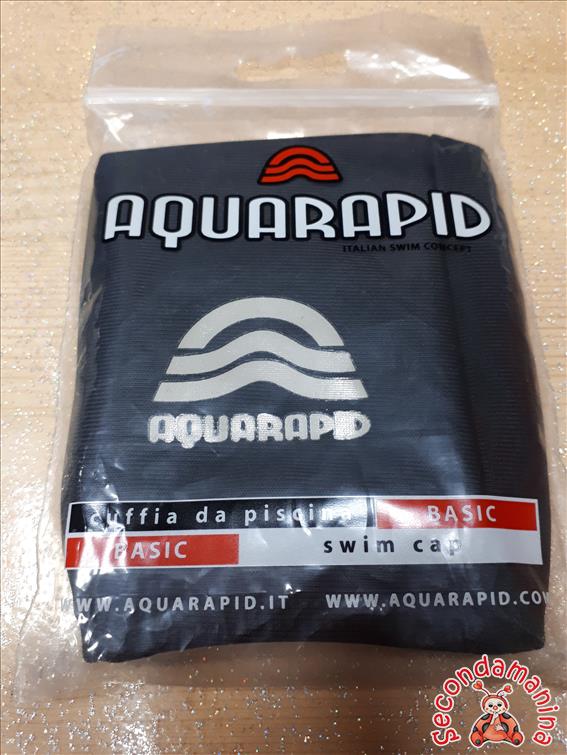 AQUARAPID
ITALIAN SWIM CONCEPT
AQUARAPID
cuffia da piscina BASIC
BASIC swim cap
WWW.AQUARAPID.IT WWW.AQUARAPID.CO
Secondamanina